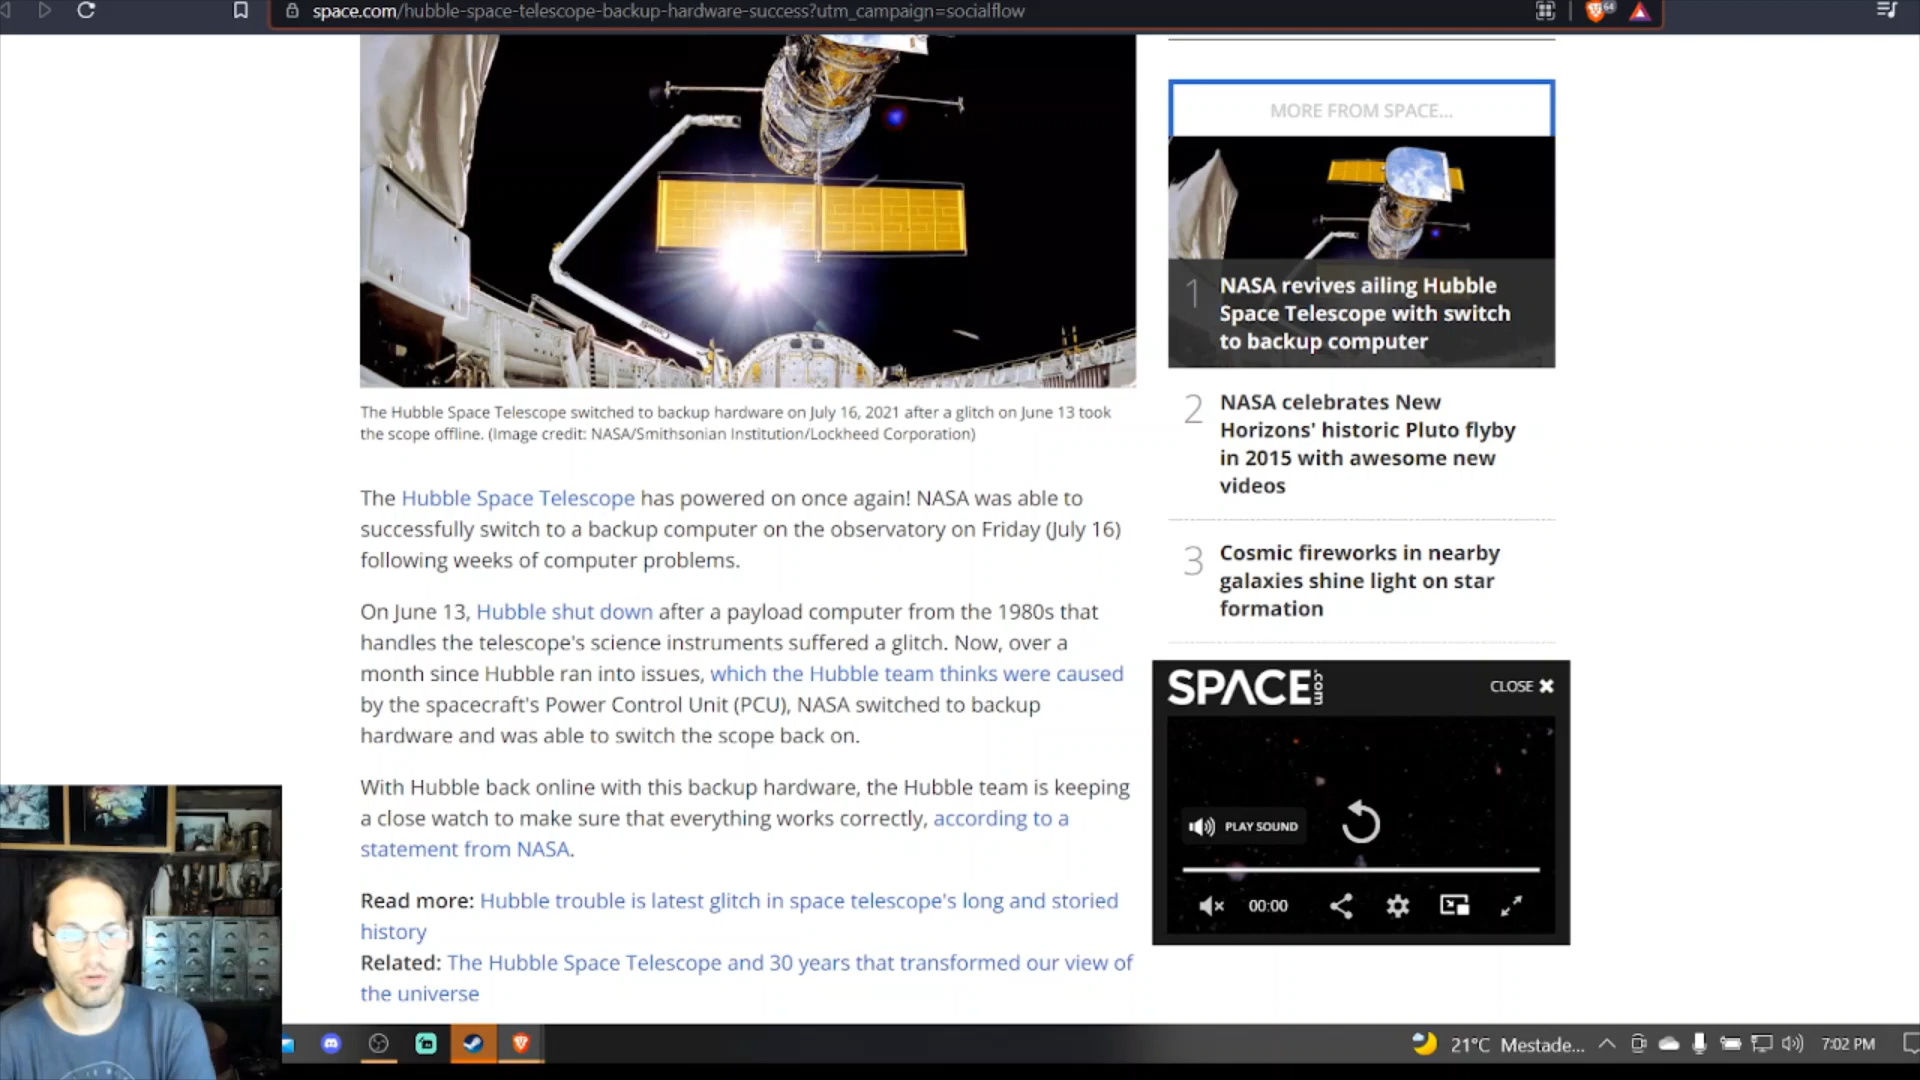 space.com/hubble-space-telescope-backup-hardware-success?utm_campaign=socialflow
64
The Hubble Space Telescope switched to backup hardware on July 16, 2021 after a glitch on June 13 took
the scope offline. (Image credit: NASA/Smithsonian Institution/Lockheed Corporation)
The Hubble Space Telescope has powered on once again! NASA was able to
successfully switch to a backup computer on the observatory on Friday (July 16)
following weeks of computer problems.
On June 13, Hubble shut down after a payload computer from the 1980s that
handles the telescope's science instruments suffered a glitch. Now, over a
month since Hubble ran into issues, which the Hubble team thinks were caused
by the spacecraft's Power Control Unit (PCU), NASA switched to backup
hardware and was able to switch the scope back on.
With Hubble back online with this backup hardware, the Hubble team is keeping
a close watch to make sure that everything works correctly, according to a
statement from NASA.
Read more: Hubble trouble is latest glitch in space telescope's long and storied
history
Related: The Hubble Space Telescope and 30 years that transformed our view of
the universe
MORE FROM SPACE...
1 NASA revives ailing Hubble
Space Telescope with switch
to backup computer
2 NASA celebrates New
Horizons' historic Pluto flyby
in 2015 with awesome new
videos
3 Cosmic fireworks in nearby
galaxies shine light on star
formation
SPACE.com
CLOSE
PLAY SOUND
00:00
21°C Mestade...
7:02 PM